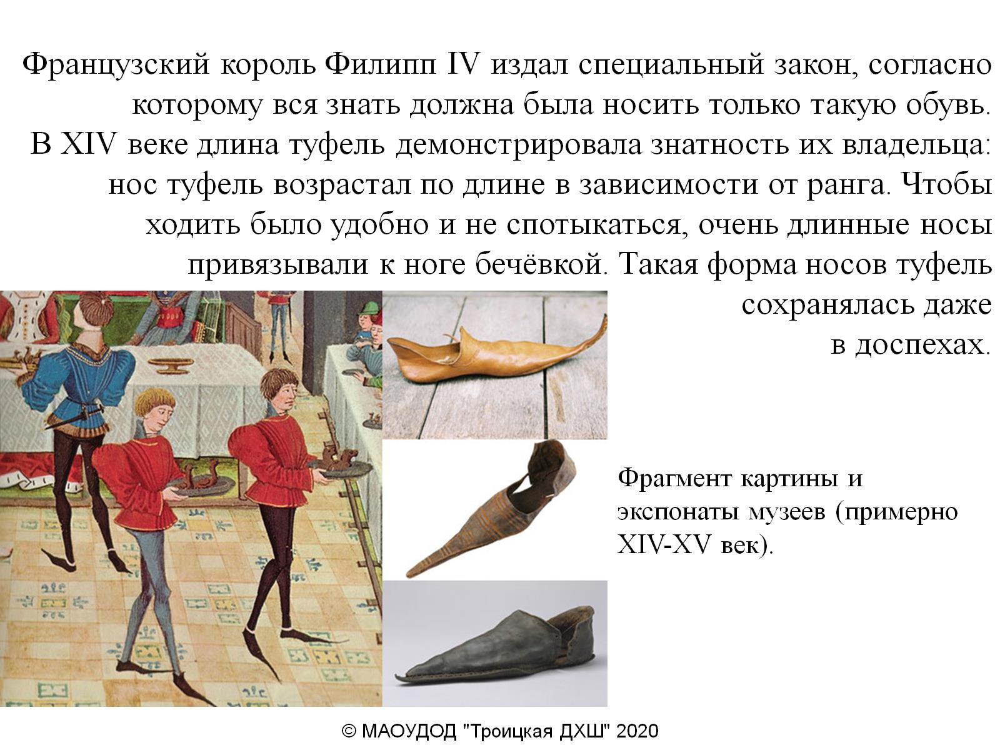 Французский король Филипп IV издал специальный закон, согласно
которому вся знать должна была носить только такую обувь.
В XIV веке длина туфель демонстрировала знатность их владельца:
нос туфель возрастал по длине в зависимости от ранга. Чтобы
ходить было удобно и не спотыкаться, очень длинные носы
привязывали к ноге бечёвкой. Такая форма носов туфель
сохранялась даже
в доспехах.
Фрагмент картины и
экспонаты музеев (примерно
XIV-XV век).
© МАОУДОД "Троицкая ДХШ" 2020